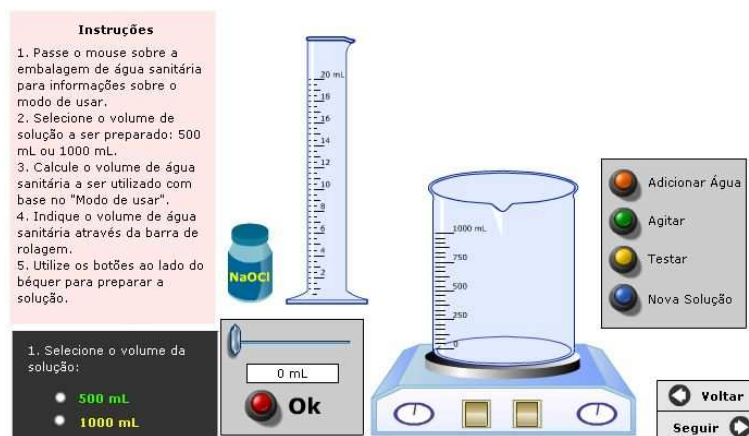 Instruções
1. Passe o mouse sobre a
embalagem de água sanitária
para informações sobre o
modo de usar.
2. Selecione o volume de
solução a ser preparado: 500
mL ou 1000 mL.
3. Calcule o volume de água
sanitária a ser utilizado com
base no "Modo de usar".
4. Indique o volume de água
sanitária através da barra de
rolagem.
5. Utilize os botões ao lado do
béquer para preparar a
solução.
1. Selecione o volume da
solução:
500 mL
1000 mL
NaOCl
20 mL
18
16
14
12
10
8
6
4
2
0 mL
Ok
1000 mL
750
500
250
0
Adicionar Água
Agitar
Testar
Nova Solução
Voltar
Seguir